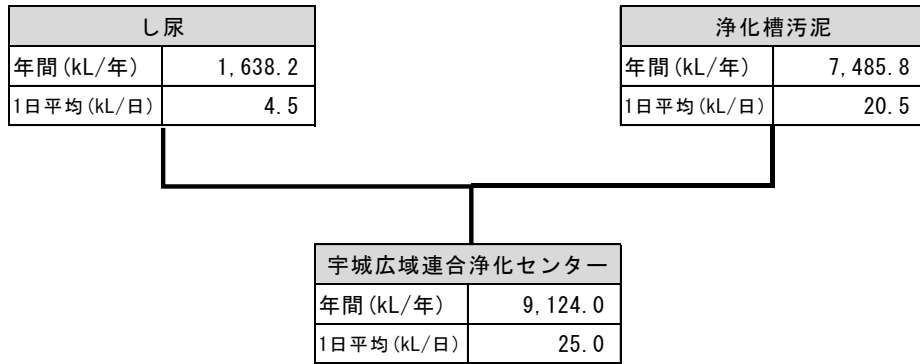 し尿
年間(kL/年) 1,638.2
1日平均(kL/日) 4.5
浄化槽汚泥
年間(kL/年) 7,485.8
1日平均(kL/日) 20.5
宇城広域連合浄化センター
年間(kL/年) 9,124.0
1日平均(kL/日) 25.0